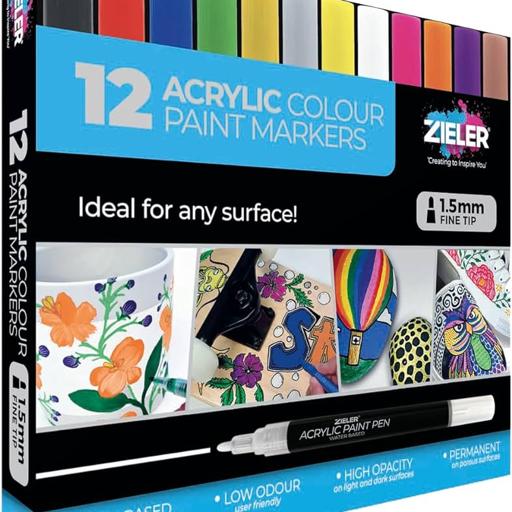 12 ACRYLIC COLOUR
PAINT MARKERS
ZIELER
'Creating to Inspire You'
Ideal for any surface!
1.5mm
FINE TIP
ZIELER
12 ACRYLIC COLOUR
PAINT MARKERS
1.5mm
FINE TIP
ZIELER
ACRYLIC PAINT PEN
WATER BASED
BASED
• LOW ODOUR
user friendly
• HIGH OPACITY
on light and dark surfaces
• PERMANENT
on porous surfaces